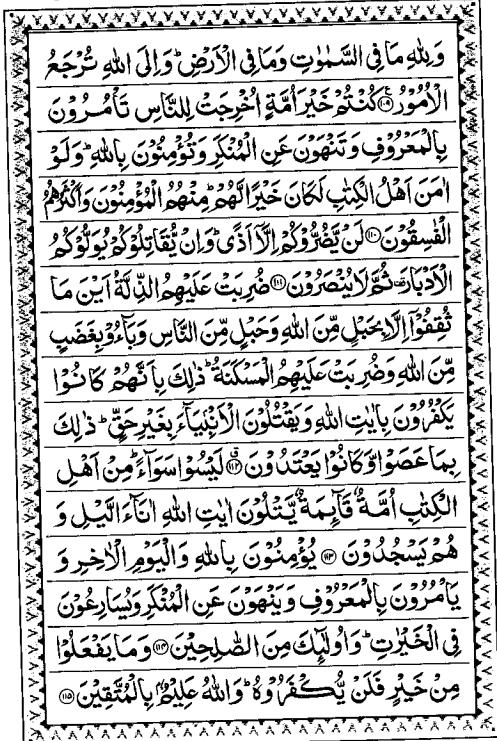 وَلِلّٰهِ مَا فِى السَّمٰوٰتِ وَمَا فِى الْاَرْضِ ؕ وَاِلَى اللّٰهِ تُرْجَعُ
الْاُمُوْرُ ﴿۱۰۹﴾ كُنْتُمْ خَيْرَ اُمَّةٍ اُخْرِجَتْ لِلنَّاسِ تَاْمُرُوْنَ
بِالْمَعْرُوْفِ وَتَنْهَوْنَ عَنِ الْمُنْكَرِ وَتُؤْمِنُوْنَ بِاللّٰهِ ؕ وَلَوْ
اٰمَنَ اَهْلُ الْكِتٰبِ لَكَانَ خَيْرًا لَّهُمْ ؕ مِنْهُمُ الْمُؤْمِنُوْنَ وَاَكْثَرُهُمُ
الْفٰسِقُوْنَ ﴿۱۱۰﴾ لَنْ يَّضُرُّوْكُمْ اِلَّاۤ اَذًى ؕ وَاِنْ يُّقَاتِلُوْكُمْ يُوَلُّوْكُمُ
الْاَدْبَارَ ثُمَّ لَا يُنْصَرُوْنَ ﴿۱۱۱﴾ ضُرِبَتْ عَلَيْهِمُ الذِّلَّةُ اَيْنَ مَا
ثُقِفُوْۤا اِلَّا بِحَبْلٍ مِّنَ اللّٰهِ وَحَبْلٍ مِّنَ النَّاسِ وَبَآءُوْ بِغَضَبٍ
مِّنَ اللّٰهِ وَضُرِبَتْ عَلَيْهِمُ الْمَسْكَنَةُ ؕ ذٰلِكَ بِاَنَّهُمْ كَانُوْا
يَكْفُرُوْنَ بِاٰيٰتِ اللّٰهِ وَيَقْتُلُوْنَ الْاَنْۢبِيَآءَ بِغَيْرِ حَقٍّ ؕ ذٰلِكَ
بِمَا عَصَوْا وَّكَانُوْا يَعْتَدُوْنَ ﴿۱۱۲﴾ لَيْسُوْا سَوَآءً ؕ مِنْ اَهْلِ
الْكِتٰبِ اُمَّةٌ قَآئِمَةٌ يَّتْلُوْنَ اٰيٰتِ اللّٰهِ اٰنَآءَ الَّيْلِ وَ
هُمْ يَسْجُدُوْنَ ﴿۱۱۳﴾ يُؤْمِنُوْنَ بِاللّٰهِ وَالْيَوْمِ الْاٰخِرِ وَ
يَاْمُرُوْنَ بِالْمَعْرُوْفِ وَيَنْهَوْنَ عَنِ الْمُنْكَرِ وَيُسَارِعُوْنَ
فِى الْخَيْرٰتِ ؕ وَاُولٰٓئِكَ مِنَ الصّٰلِحِيْنَ ﴿۱۱۴﴾ وَمَا يَفْعَلُوْا
مِنْ خَيْرٍ فَلَنْ يُّكْفَرُوْهُ ؕ وَاللّٰهُ عَلِيْمٌۢ بِالْمُتَّقِيْنَ ﴿۱۱۵﴾